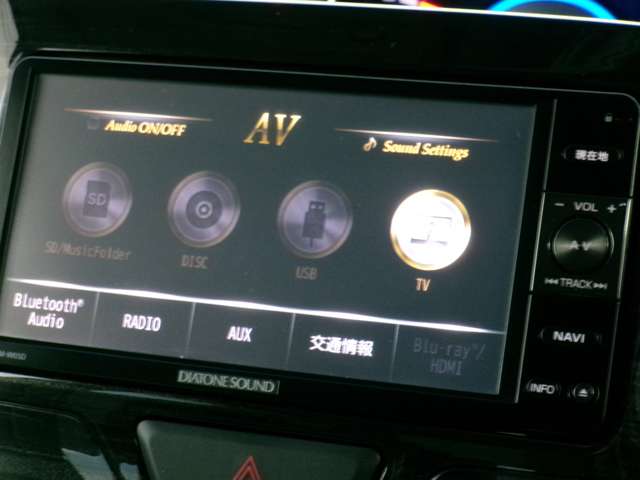 Audio ON/OFF
AV
Sound Settings
SD
SD/MusicFolder
DISC
USB
TV
Bluetooth®
Audio
RADIO
AUX
交通情報
Blu-ray™/
HDMI
DIATONE SOUND
現在地
− VOL +
AV
TRACK
NAVI
INFO